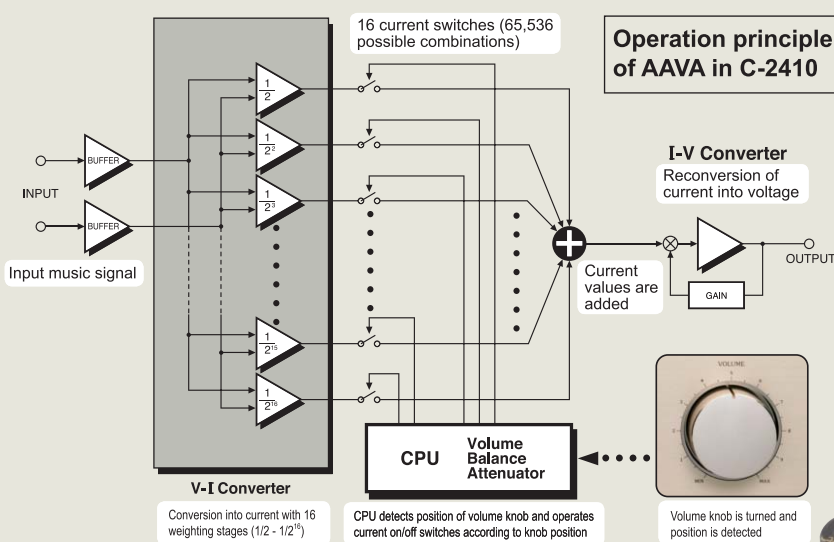 16 current switches (65,536
possible combinations)
Operation principle
of AAVA in C-2410
1
2
BUFFER
1
2²
I-V Converter
Reconversion of
current into voltage
INPUT
1
2³
BUFFER
Input music signal
OUTPUT
Current
values are
added
GAIN
1
2¹⁵
1
2¹⁶
VOLUME
MIN
MAX
CPU
Volume
Balance
Attenuator
V-I Converter
Conversion into current with 16
weighting stages (1/2 - 1/2¹⁶)
CPU detects position of volume knob and operates
current on/off switches according to knob position
Volume knob is turned and
position is detected